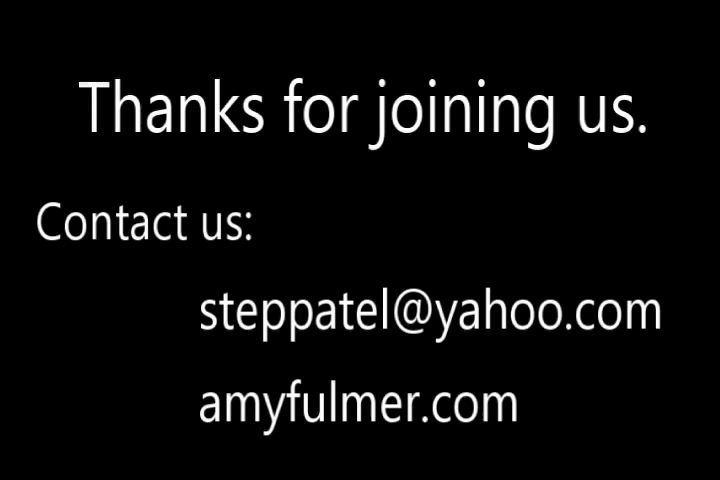 Thanks for joining us.
Contact us:
steppatel@yahoo.com
amyfulmer.com